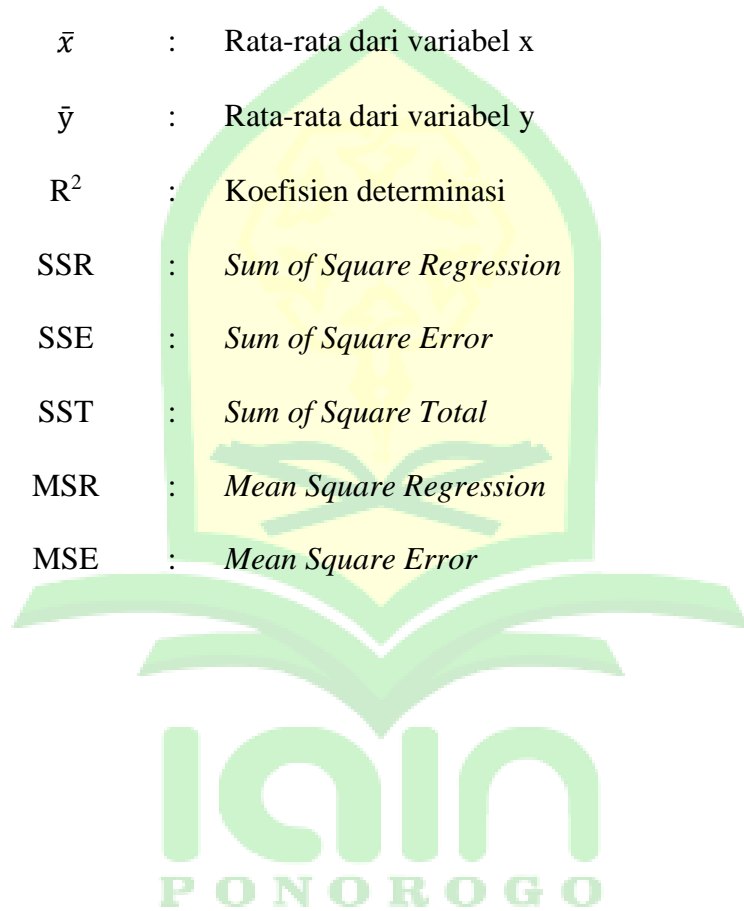 x̄ : Rata-rata dari variabel x
ȳ : Rata-rata dari variabel y
R² : Koefisien determinasi
SSR : Sum of Square Regression
SSE : Sum of Square Error
SST : Sum of Square Total
MSR : Mean Square Regression
MSE : Mean Square Error
iain
PONOROGO